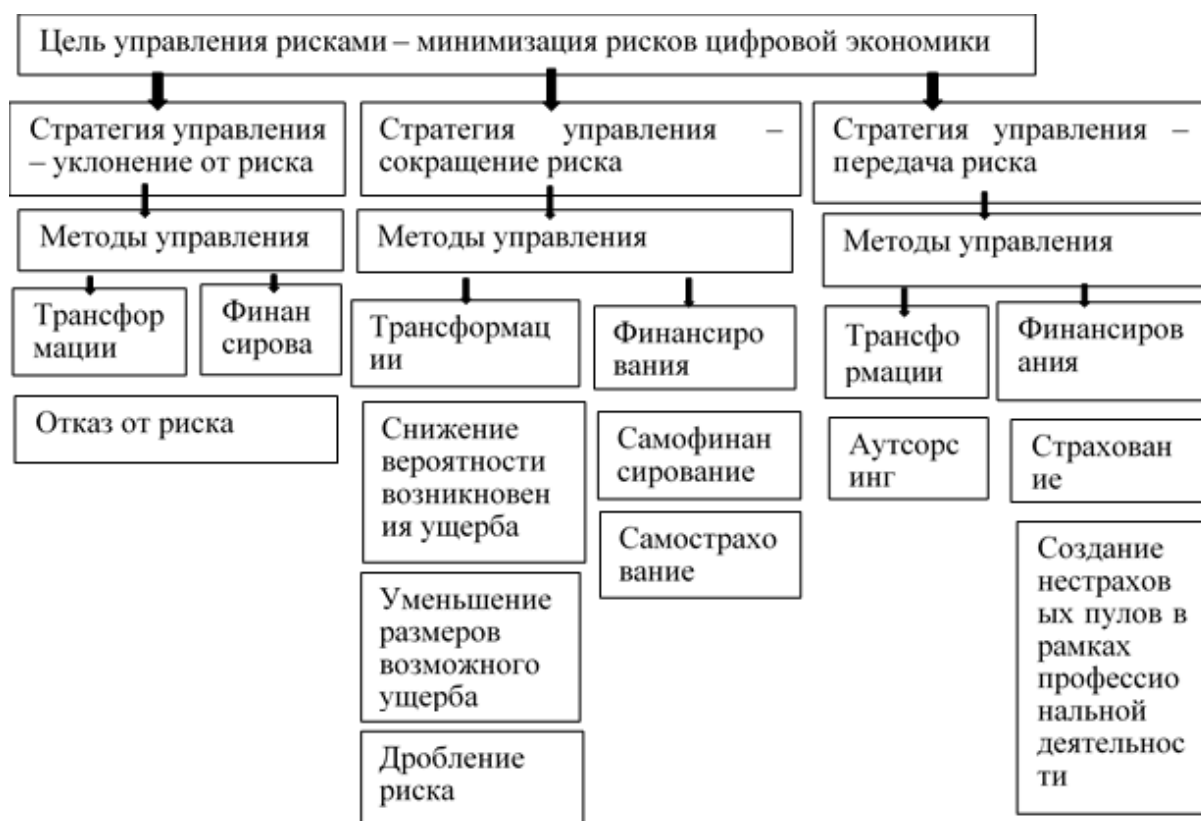 Цель управления рисками – минимизация рисков цифровой экономики
Стратегия управления
– уклонение от риска
Стратегия управления –
сокращение риска
Стратегия управления –
передача риска
Методы управления
Методы управления
Методы управления
Трансфор
мации
Финан
сирова
Трансформац
ии
Финансиро
вания
Трансфо
рмации
Финансиров
ания
Отказ от риска
Снижение
вероятности
возникновен
ия ущерба
Уменьшение
размеров
возможного
ущерба
Дробление
риска
Самофинан
сирование
Самострахо
вание
Аутсорс
инг
Страхован
ие
Создание
нестрахов
ых пулов в
рамках
профессио
нальной
деятельнос
ти